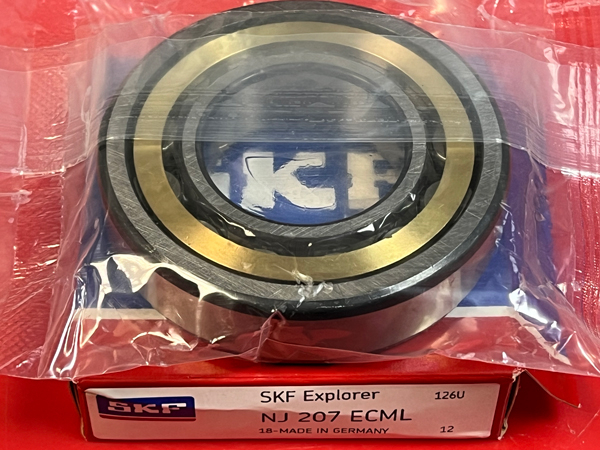 SKF
SKF
SKF Explorer
126U
NJ 207 ECML
18-MADE IN GERMANY
12